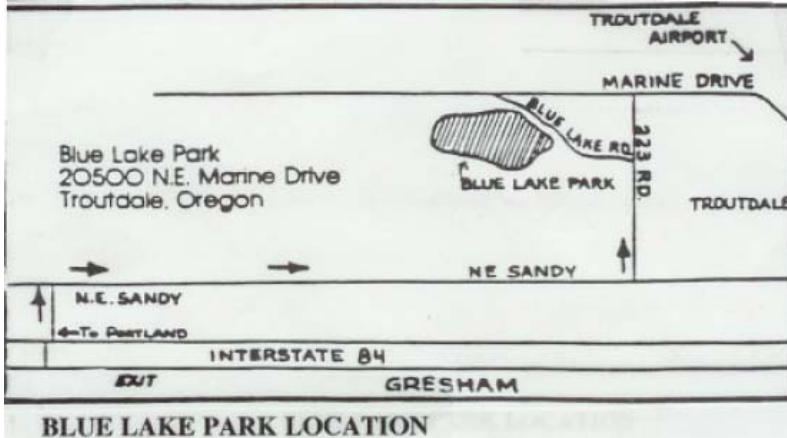 TROUTDALE
AIRPORT
MARINE DRIVE
BLUE LAKE RD.
223 RD.
Blue Lake Park
20500 N.E. Marine Drive
Troutdale, Oregon
BLUE LAKE PARK
TROUTDALE
NE SANDY
N.E. SANDY
TO PORTLAND
INTERSTATE 84
EXIT
GRESHAM
BLUE LAKE PARK LOCATION